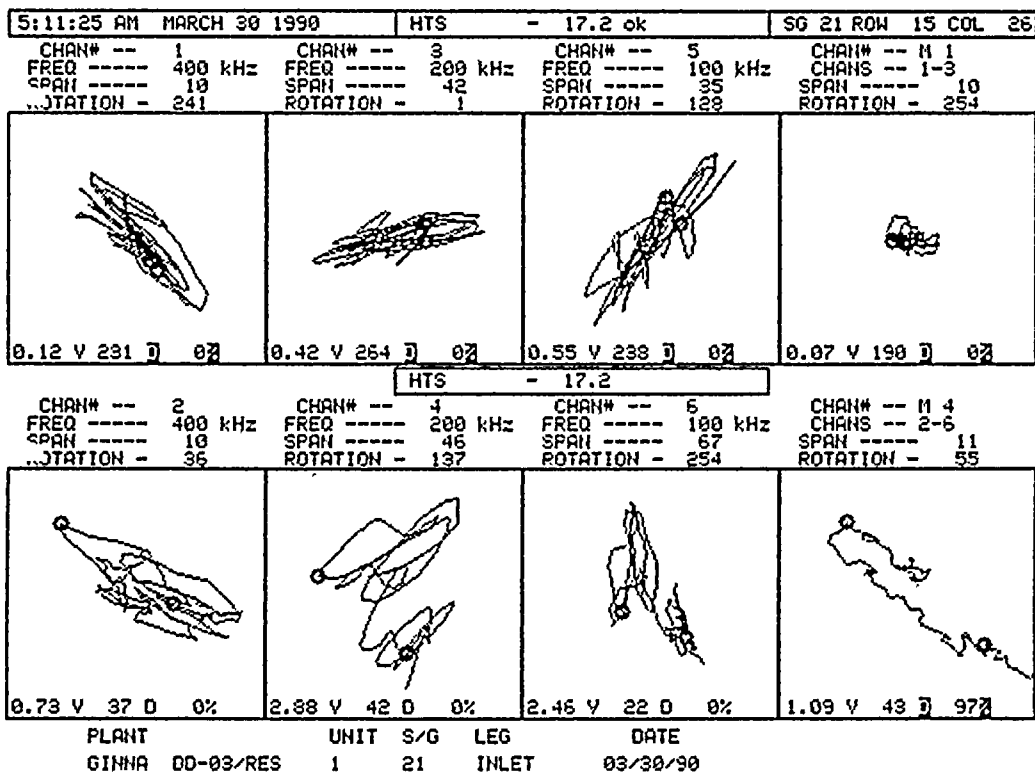 5:11:25 AM MARCH 30 1990 HTS - 17.2 ok SG 21 ROW 15 COL 26
CHAN# -- 1 CHAN# -- 3 CHAN# -- 5 CHAN# -- M 1
FREQ ----- 400 kHz FREQ ----- 200 kHz FREQ ----- 100 kHz CHANS -- 1-3
SPAN ----- 10 SPAN ----- 42 SPAN ----- 35 SPAN ----- 10
ROTATION - 241 ROTATION - 1 ROTATION - 128 ROTATION - 254
0.12 V 231 D 0% 0.42 V 264 D 0% 0.55 V 238 D 0% 0.07 V 190 D 0%
HTS - 17.2
CHAN# -- 2 CHAN# -- 4 CHAN# -- 6 CHAN# -- M 4
FREQ ----- 400 kHz FREQ ----- 200 kHz FREQ ----- 100 kHz CHANS -- 2-6
SPAN ----- 10 SPAN ----- 46 SPAN ----- 67 SPAN ----- 11
ROTATION - 36 ROTATION - 137 ROTATION - 254 ROTATION - 55
0.73 V 37 D 0% 2.88 V 42 D 0% 2.46 V 22 D 0% 1.09 V 43 D 97%
PLANT UNIT S/G LEG DATE
GINNA DD-03/RES 1 21 INLET 03/30/90